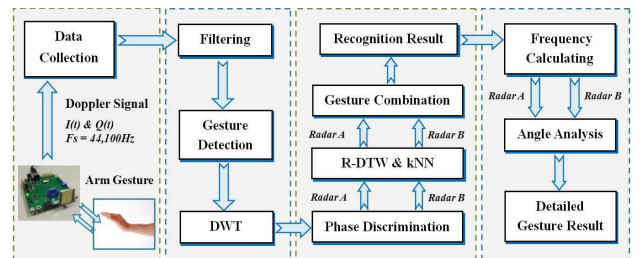 Data
Collection
Doppler Signal
I(t) & Q(t)
Fs = 44,100Hz
Arm Gesture
Filtering
Gesture
Detection
DWT
Recognition Result
Gesture Combination
Radar A
Radar B
R-DTW & kNN
Radar A
Radar B
Phase Discrimination
Frequency
Calculating
Radar A
Radar B
Angle Analysis
Detailed
Gesture Result